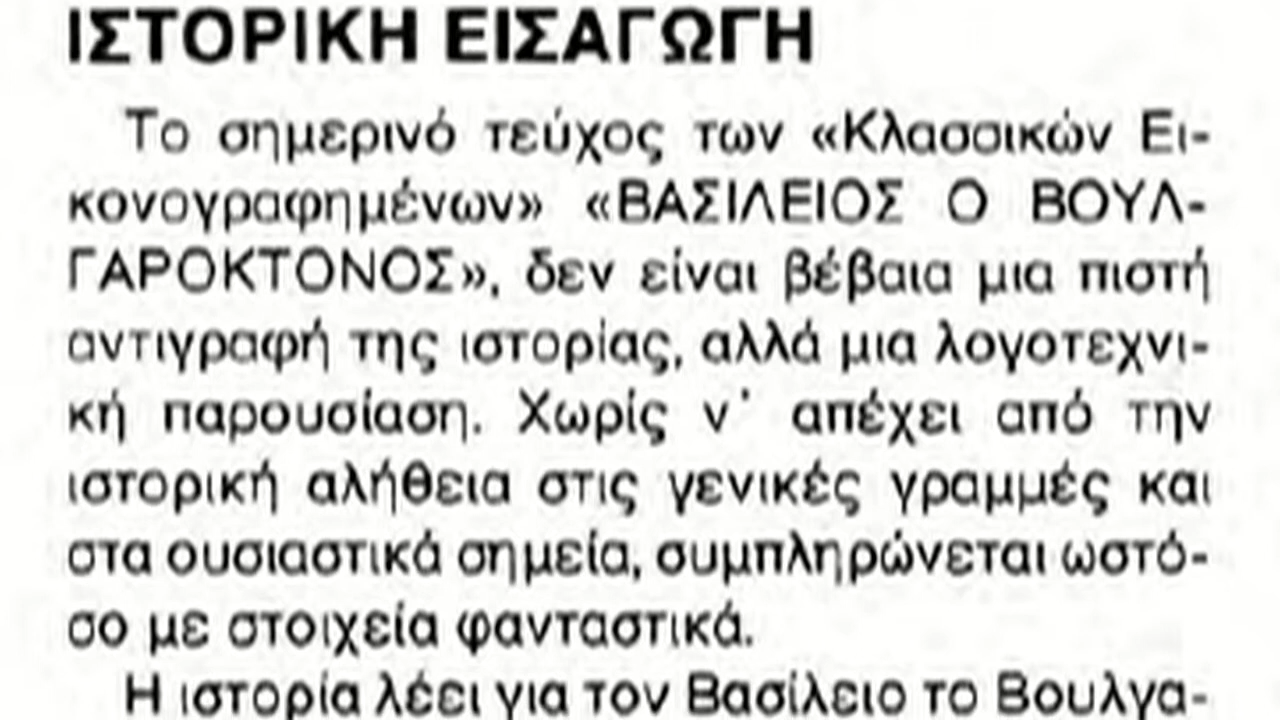 ΙΣΤΟΡΙΚΗ ΕΙΣΑΓΩΓΗ
Το σημερινό τεύχος των «Κλασσικών Ει-
κονογραφημένων» «ΒΑΣΙΛΕΙΟΣ Ο ΒΟΥΛ-
ΓΑΡΟΚΤΟΝΟΣ», δεν είναι βέβαια μια πιστή
αντιγραφή της ιστορίας, αλλά μια λογοτεχνι-
κή παρουσίαση. Χωρίς ν' απέχει από την
ιστορική αλήθεια στις γενικές γραμμές και
στα ουσιαστικά σημεία, συμπληρώνεται ωστό-
σο με στοιχεία φανταστικά.
Η ιστορία λέει για τον Βασίλειο το Βουλγα-